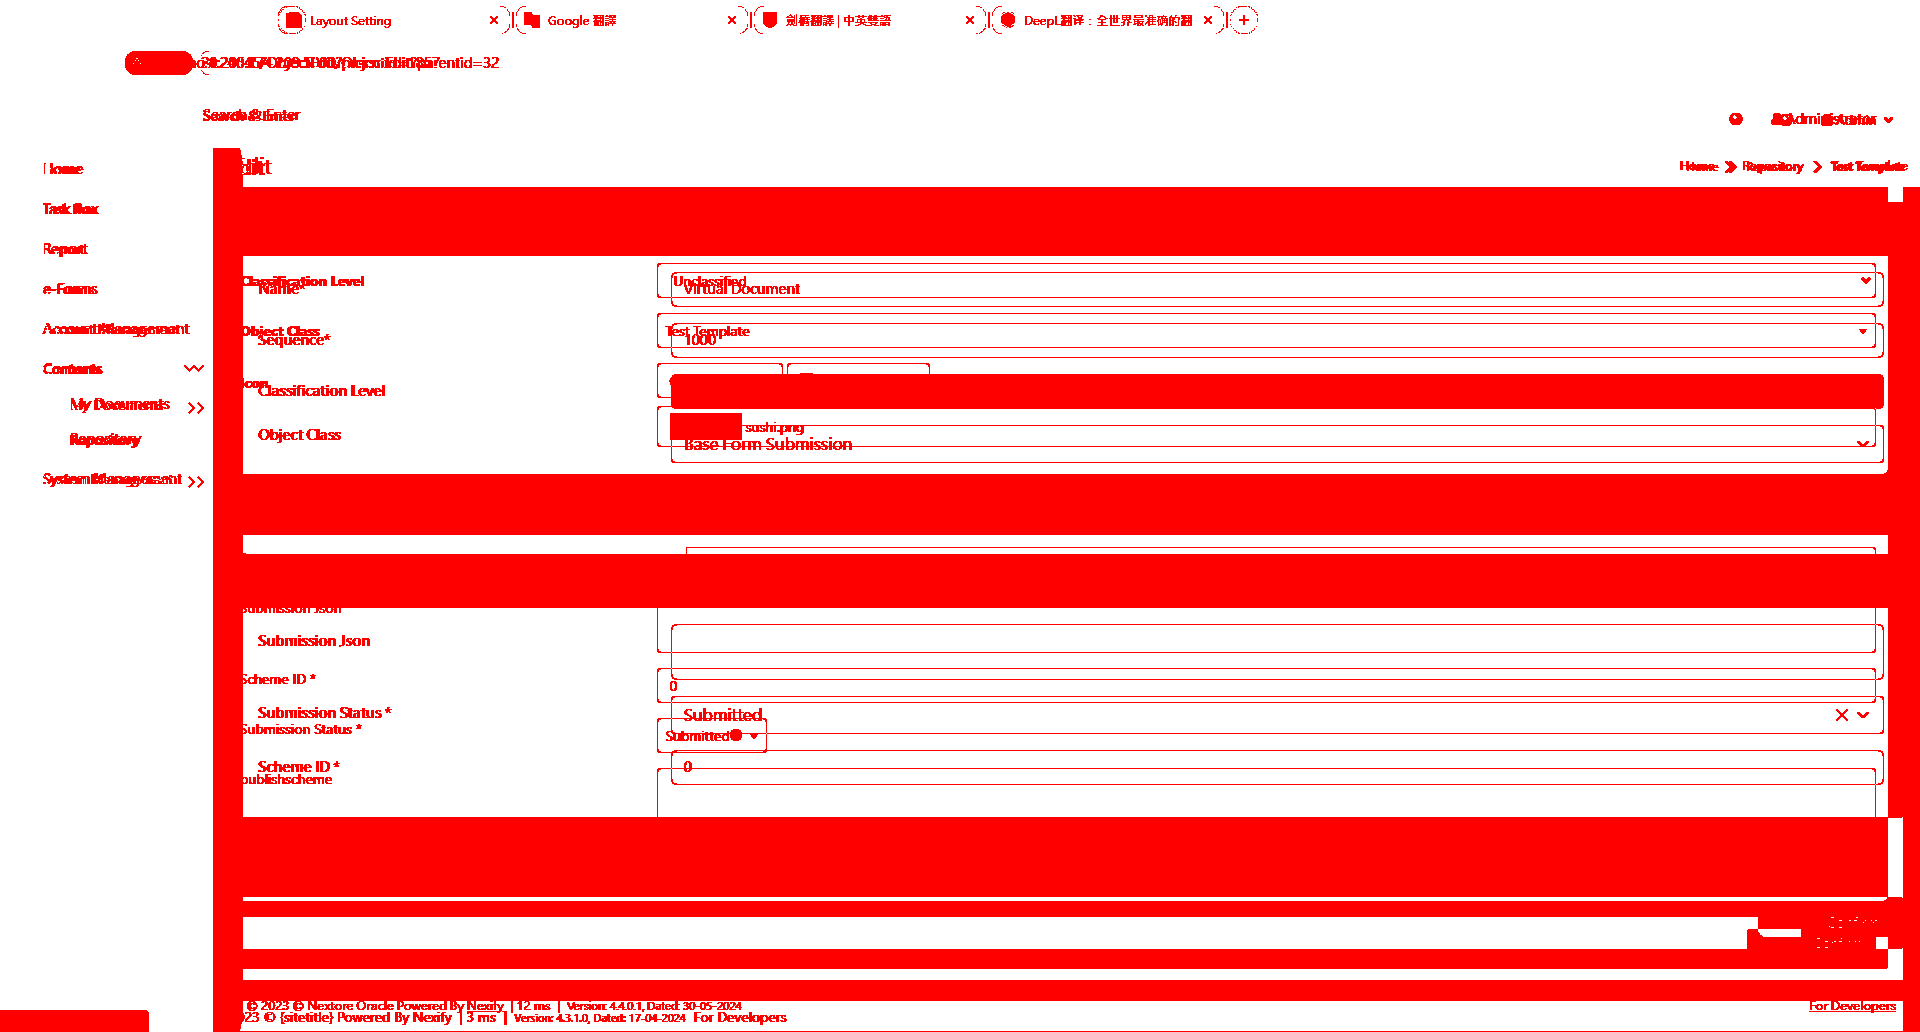 Layout Setting
Google 翻譯
劍橋翻譯 | 中英雙語
DeepL翻译：全世界最准确的翻
parentid=32
Search & Enter
Administrator
Home
Repository
Test Template
Home
Task Box
Report
e-Forms
Account Management
Contents
My Documents
Repository
System Management
Classification Level
Unclassified
Name*
Virtual Document
Object Class
Test Template
Sequence*
1000
Icon
Classification Level
sushi.png
Object Class
Base Form Submission
Submission Json
Submission Json
Scheme ID *
0
Submission Status *
Submitted
Submission Status *
Submitted
Scheme ID *
0
publishscheme
© 2023 © Nextore Oracle Powered By Nexify | 12 ms | Version: 4.4.0.1, Dated: 30-05-2024
For Developers
23 © {sitetitle} Powered By Nexify | 3 ms | Version: 4.3.1.0, Dated: 17-04-2024 For Developers